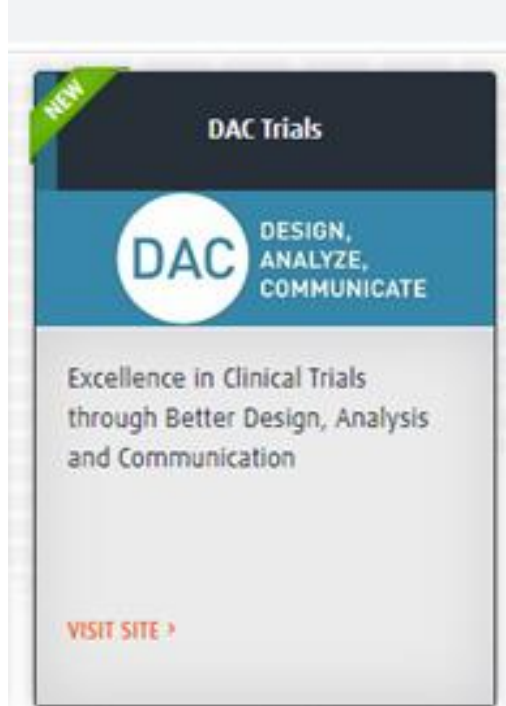 NEW
DAC Trials
DAC
DESIGN,
ANALYZE,
COMMUNICATE
Excellence in Clinical Trials
through Better Design, Analysis
and Communication
VISIT SITE >